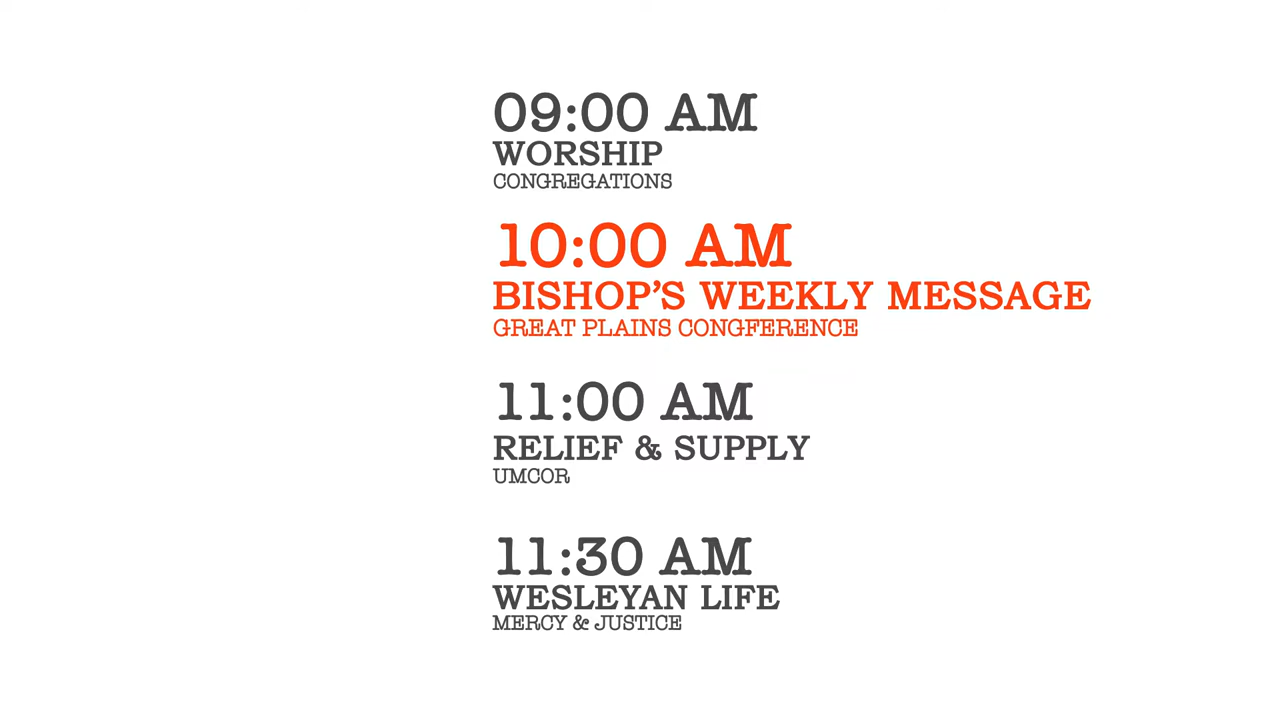 09:00 AM
WORSHIP
CONGREGATIONS
10:00 AM
BISHOP’S WEEKLY MESSAGE
GREAT PLAINS CONGFERENCE
11:00 AM
RELIEF & SUPPLY
UMCOR
11:30 AM
WESLEYAN LIFE
MERCY & JUSTICE